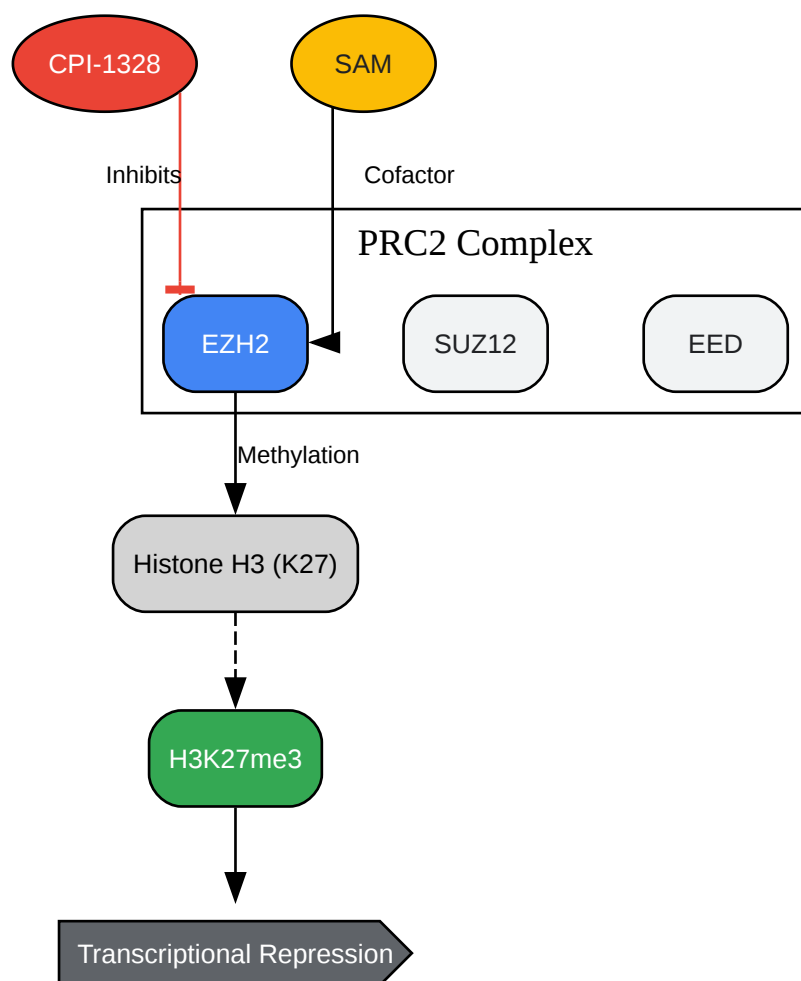 CPI-1328
SAM
Inhibits
Cofactor
PRC2 Complex
EZH2
SUZ12
EED
Methylation
Histone H3 (K27)
H3K27me3
Transcriptional Repression